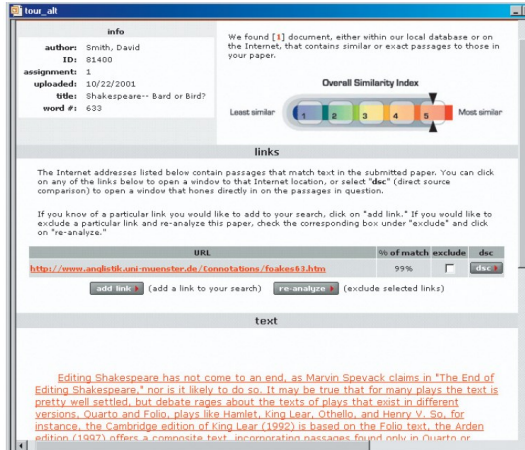 tour_alt
info
author: Smith, David
ID: 81400
assignment: 1
uploaded: 10/22/2001
title: Shakespeare-- Bard or Bird?
word #: 633
We found [1] document, either within our local database or on
the Internet, that contains similar or exact passages to those in
your paper.
Overall Similarity Index
Least similar 1 2 3 4 5 Most similar
links
The Internet addresses listed below contain passages that match text in the submitted paper. You can click
on any of the links below to open a window to that Internet location, or select "dsc" (direct source
comparison) to open a window that hones directly in on the passages in question.
If you know of a particular link you would like to add to your search, click on "add link." If you would like to
exclude a particular link and re-analyze this paper, check the corresponding box under "exclude" and click
on "re-analyze."
URL % of match exclude dsc
http://www.anglistik.uni-muenster.de/Connotations/foakes63.htm 99% dsc
add link (add a link to your search) re-analyze (exclude selected links)
text
Editing Shakespeare has not come to an end, as Marvin Spevack claims in "The End of
Editing Shakespeare," nor is it likely to do so. It may be true that for many plays the text is
pretty well settled, but debate rages about the texts of plays that exist in different
versions, Quarto and Folio, plays like Hamlet, King Lear, Othello, and Henry V. So, for
instance, the Cambridge edition of King Lear (1992) is based on the Folio text, the Arden
edition (1997) offers a composite text, incorporating passages found only in Quarto or